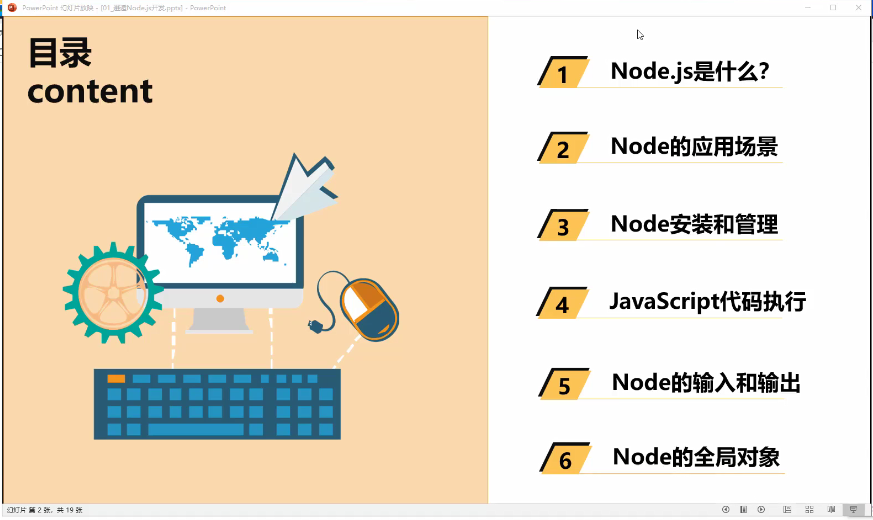 PowerPoint 幻灯片放映 - [01_邂逅Node.js开发.pptx] - PowerPoint
目录
content
1 Node.js是什么?
2 Node的应用场景
3 Node安装和管理
4 JavaScript代码执行
5 Node的输入和输出
6 Node的全局对象
幻灯片 第 2 张，共 19 张